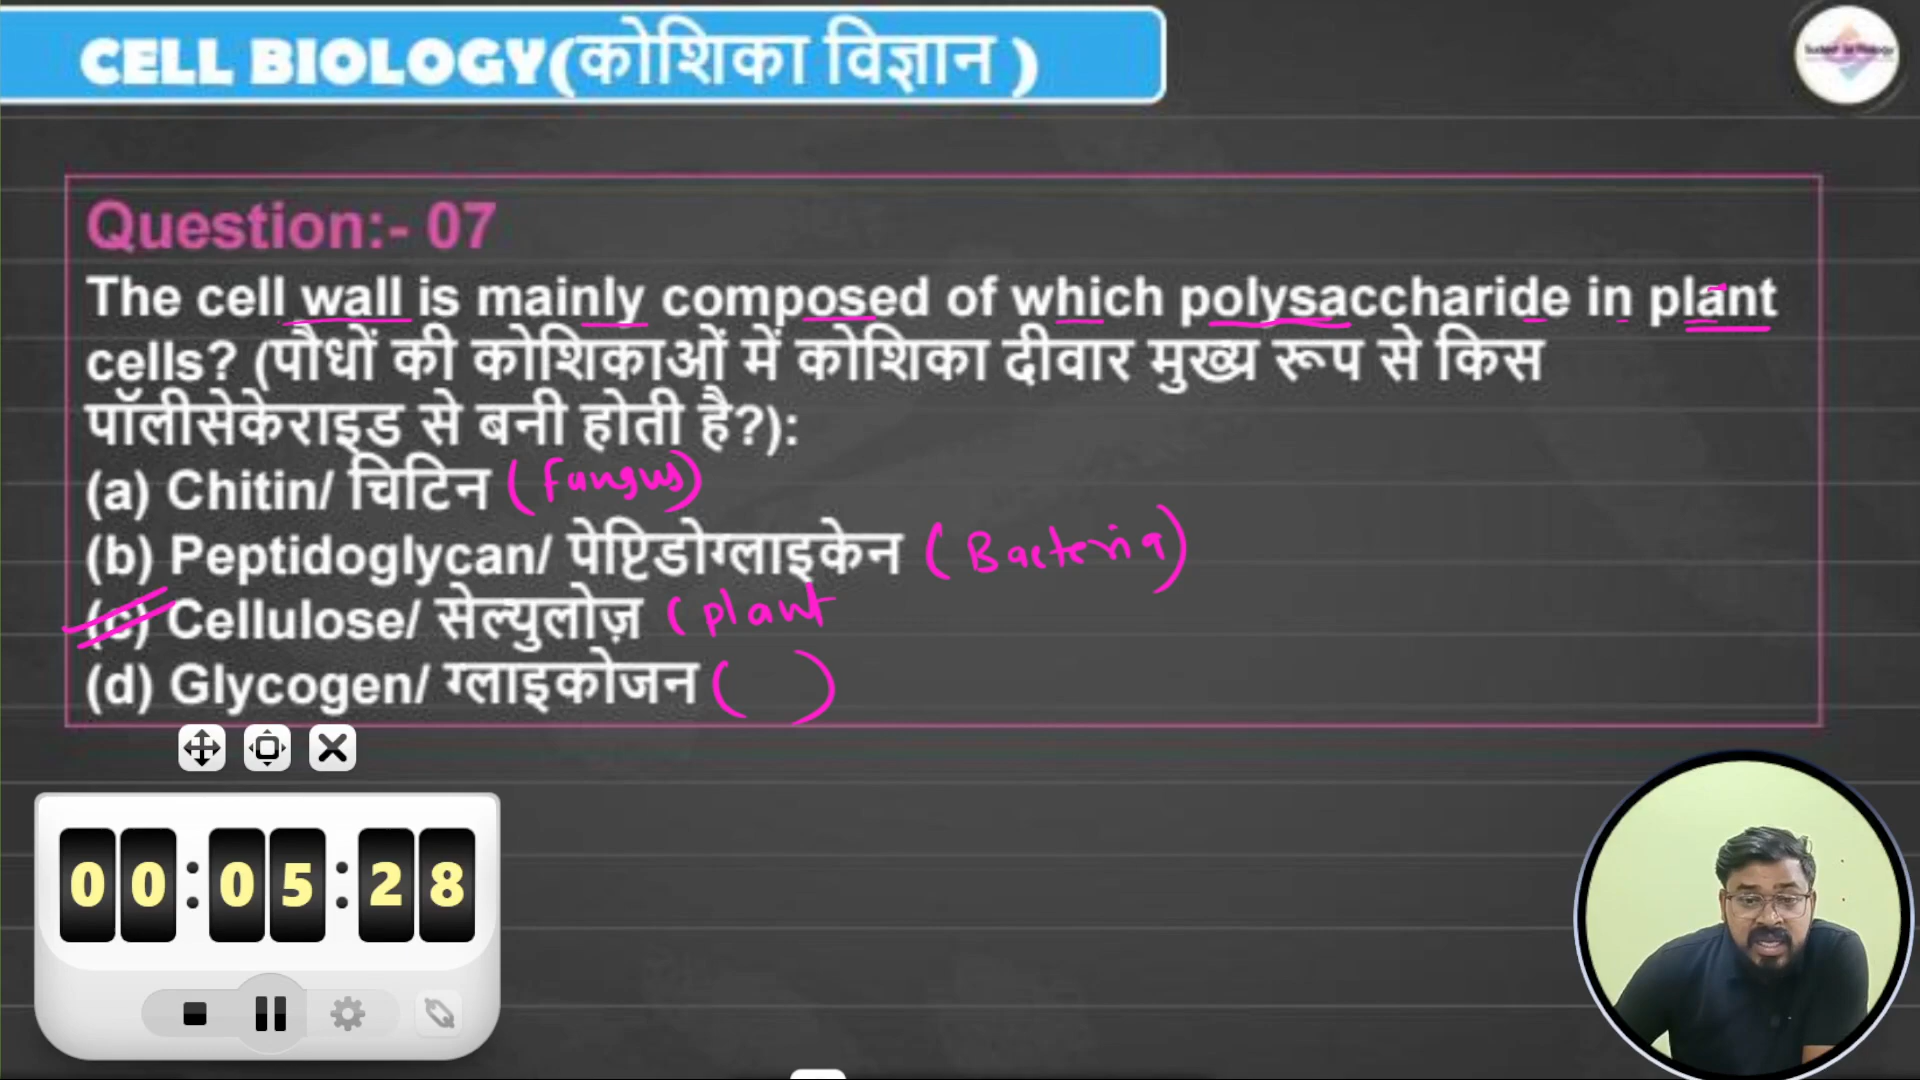 CELL BIOLOGY(कोशिका विज्ञान )
Question:- 07
The cell wall is mainly composed of which polysaccharide in plant
cells? (पौधों की कोशिकाओं में कोशिका दीवार मुख्य रूप से किस
पॉलीसेकेराइड से बनी होती है?):
(a) Chitin/ चिटिन (Fungus)
(b) Peptidoglycan/ पेप्टिडोग्लाइकेन (Bacteria)
(c) Cellulose/ सेल्युलोज़ (plant
(d) Glycogen/ ग्लाइकोजन ( )
00:05:28